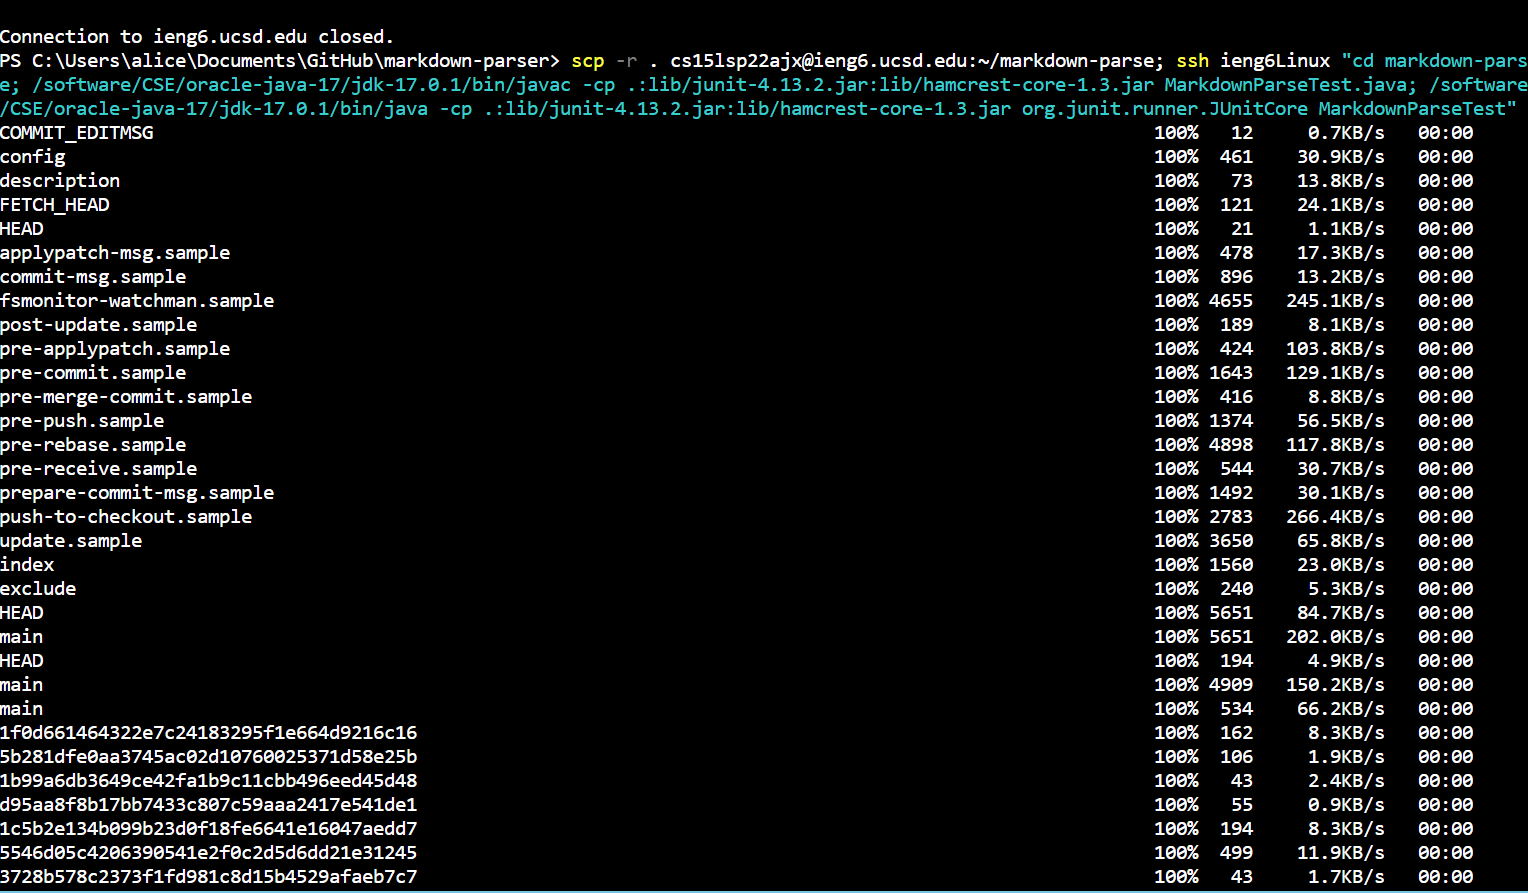 Connection to ieng6.ucsd.edu closed.
PS C:\Users\alice\Documents\GitHub\markdown-parser> scp -r . cs15lsp22ajx@ieng6.ucsd.edu:~/markdown-parse; ssh ieng6Linux "cd markdown-pars
e; /software/CSE/oracle-java-17/jdk-17.0.1/bin/javac -cp .:lib/junit-4.13.2.jar:lib/hamcrest-core-1.3.jar MarkdownParseTest.java; /software
/CSE/oracle-java-17/jdk-17.0.1/bin/java -cp .:lib/junit-4.13.2.jar:lib/hamcrest-core-1.3.jar org.junit.runner.JUnitCore MarkdownParseTest"
COMMIT_EDITMSG 100% 12 0.7KB/s 00:00
config 100% 461 30.9KB/s 00:00
description 100% 73 13.8KB/s 00:00
FETCH_HEAD 100% 121 24.1KB/s 00:00
HEAD 100% 21 1.1KB/s 00:00
applypatch-msg.sample 100% 478 17.3KB/s 00:00
commit-msg.sample 100% 896 13.2KB/s 00:00
fsmonitor-watchman.sample 100% 4655 245.1KB/s 00:00
post-update.sample 100% 189 8.1KB/s 00:00
pre-applypatch.sample 100% 424 103.8KB/s 00:00
pre-commit.sample 100% 1643 129.1KB/s 00:00
pre-merge-commit.sample 100% 416 8.8KB/s 00:00
pre-push.sample 100% 1374 56.5KB/s 00:00
pre-rebase.sample 100% 4898 117.8KB/s 00:00
pre-receive.sample 100% 544 30.7KB/s 00:00
prepare-commit-msg.sample 100% 1492 30.1KB/s 00:00
push-to-checkout.sample 100% 2783 266.4KB/s 00:00
update.sample 100% 3650 65.8KB/s 00:00
index 100% 1560 23.0KB/s 00:00
exclude 100% 240 5.3KB/s 00:00
HEAD 100% 5651 84.7KB/s 00:00
main 100% 5651 202.0KB/s 00:00
HEAD 100% 194 4.9KB/s 00:00
main 100% 4909 150.2KB/s 00:00
main 100% 534 66.2KB/s 00:00
1f0d661464322e7c24183295f1e664d9216c16 100% 162 8.3KB/s 00:00
5b281dfe0aa3745ac02d10760025371d58e25b 100% 106 1.9KB/s 00:00
1b99a6db3649ce42fa1b9c11cbb496eed45d48 100% 43 2.4KB/s 00:00
d95aa8f8b17bb7433c807c59aaa2417e541de1 100% 55 0.9KB/s 00:00
1c5b2e134b099b23d0f18fe6641e16047aedd7 100% 194 8.3KB/s 00:00
5546d05c4206390541e2f0c2d5d6dd21e31245 100% 499 11.9KB/s 00:00
3728b578c2373f1fd981c8d15b4529afaeb7c7 100% 43 1.7KB/s 00:00